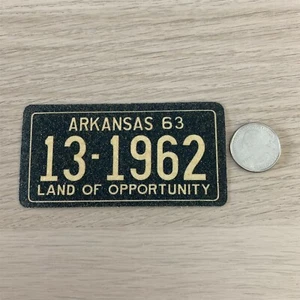 ARKANSAS 63
13-1962
LAND OF OPPORTUNITY